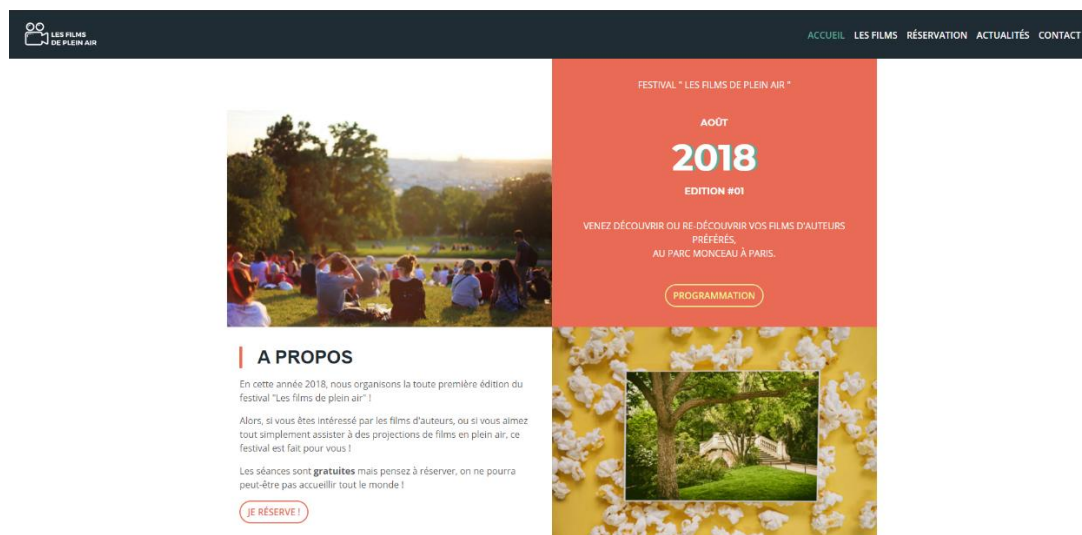 LES FILMS
DE PLEIN AIR
ACCUEIL LES FILMS RÉSERVATION ACTUALITÉS CONTACT
FESTIVAL " LES FILMS DE PLEIN AIR "
AOÛT
2018
EDITION #01
VENEZ DÉCOUVRIR OU RE-DÉCOUVRIR VOS FILMS D'AUTEURS
PRÉFÉRÉS,
AU PARC MONCEAU À PARIS.
PROGRAMMATION
A PROPOS
En cette année 2018, nous organisons la toute première édition du
festival "Les films de plein air" !
Alors, si vous êtes intéressé par les films d'auteurs, ou si vous aimez
tout simplement assister à des projections de films en plein air, ce
festival est fait pour vous !
Les séances sont gratuites mais pensez à réserver, on ne pourra
peut-être pas accueillir tout le monde !
JE RÉSERVE !